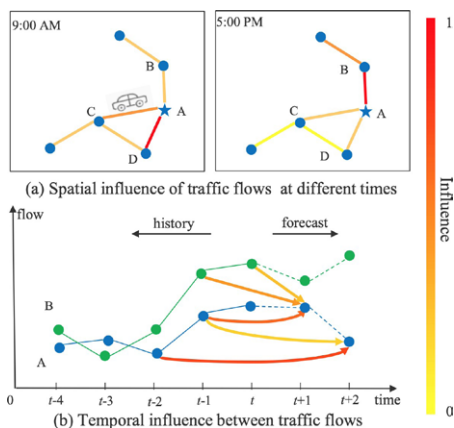 9:00 AM
B
C
A
D
5:00 PM
B
C
A
D
1
Influence
0
(a) Spatial influence of traffic flows at different times
flow
history
forecast
B
A
0
t-4
t-3
t-2
t-1
t
t+1
t+2
time
(b) Temporal influence between traffic flows